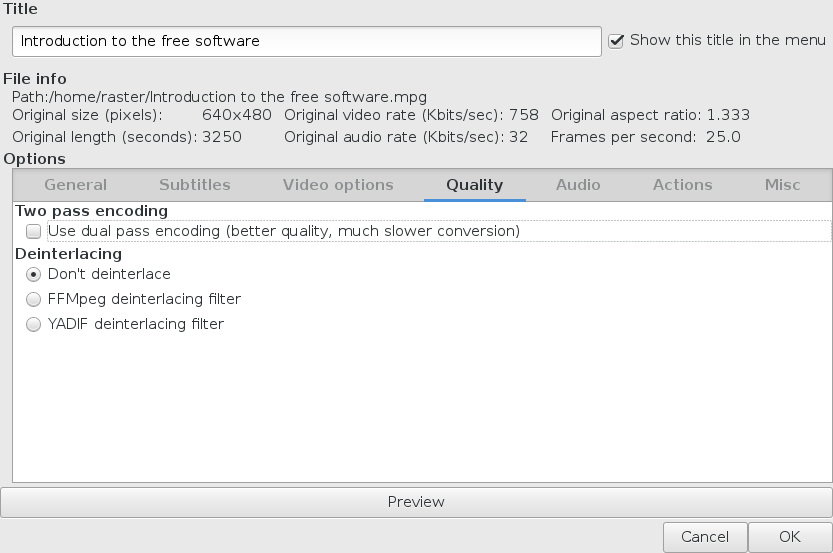 Title
Introduction to the free software
Show this title in the menu
File info
Path:/home/raster/Introduction to the free software.mpg
Original size (pixels): 640x480 Original video rate (Kbits/sec): 758 Original aspect ratio: 1.333
Original length (seconds): 3250 Original audio rate (Kbits/sec): 32 Frames per second: 25.0
Options
General Subtitles Video options Quality Audio Actions Misc
Two pass encoding
Use dual pass encoding (better quality, much slower conversion)
Deinterlacing
Don't deinterlace
FFMpeg deinterlacing filter
YADIF deinterlacing filter
Preview
Cancel OK